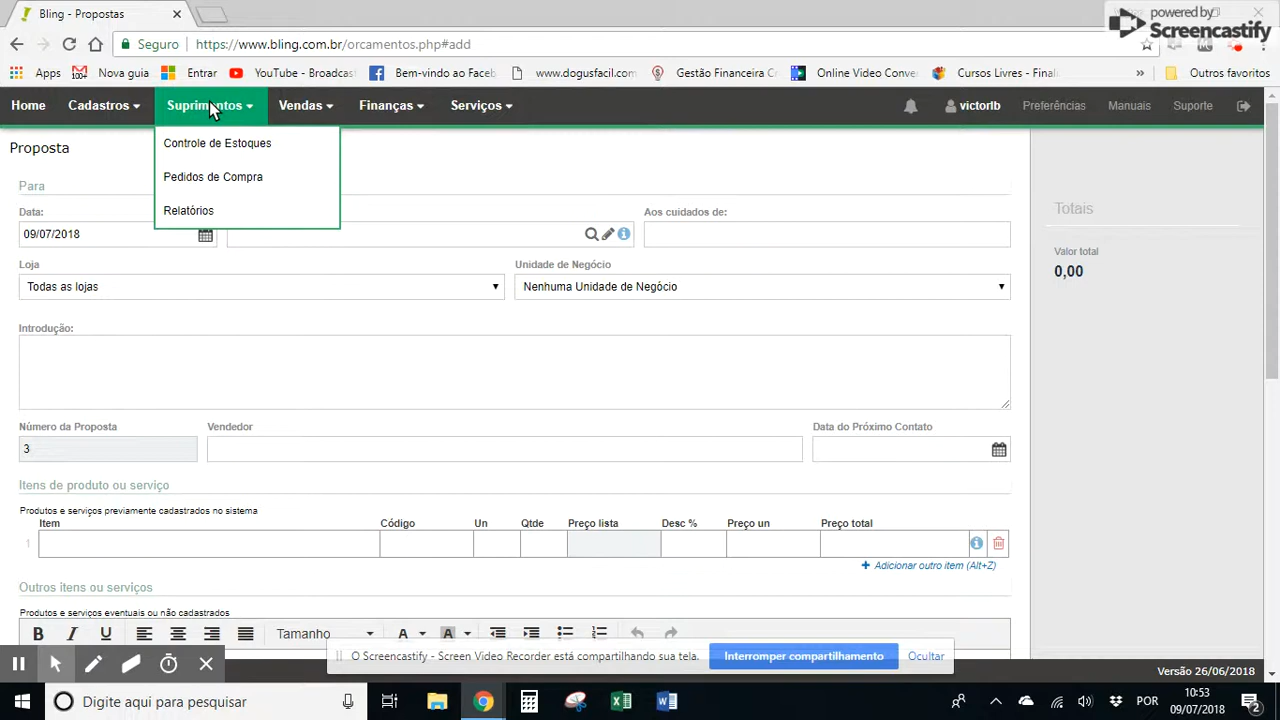 Bling - Propostas
powered by
Screencastify
Seguro https://www.bling.com.br/orcamentos.php#add
Apps Nova guia Entrar YouTube - Broadcast Bem-vindo ao Face www.dogusfacil.com Gestão Financeira C Online Video Conve Cursos Livres - Final » Outros favoritos
Home Cadastros Suprimentos Vendas Finanças Serviços victorlb Preferências Manuais Suporte
Controle de Estoques
Pedidos de Compra
Relatórios
Proposta
Para
Totais
Data: Aos cuidados de:
09/07/2018
Valor total
0,00
Loja Unidade de Negócio
Todas as lojas Nenhuma Unidade de Negócio
Introdução:
Número da Proposta Vendedor Data do Próximo Contato
3
Itens de produto ou serviço
Produtos e serviços previamente cadastrados no sistema
Item Código Un Qtde Preço lista Desc % Preço un Preço total
1
+ Adicionar outro item (Alt+Z)
Outros itens ou serviços
Produtos e serviços eventuais ou não cadastrados
B I U Tamanho A A
O Screencastify - Screen Video Recorder está compartilhando sua tela. Interromper compartilhamento Ocultar
Versão 26/06/2018
Digite aqui para pesquisar
POR
10:53
09/07/2018
2